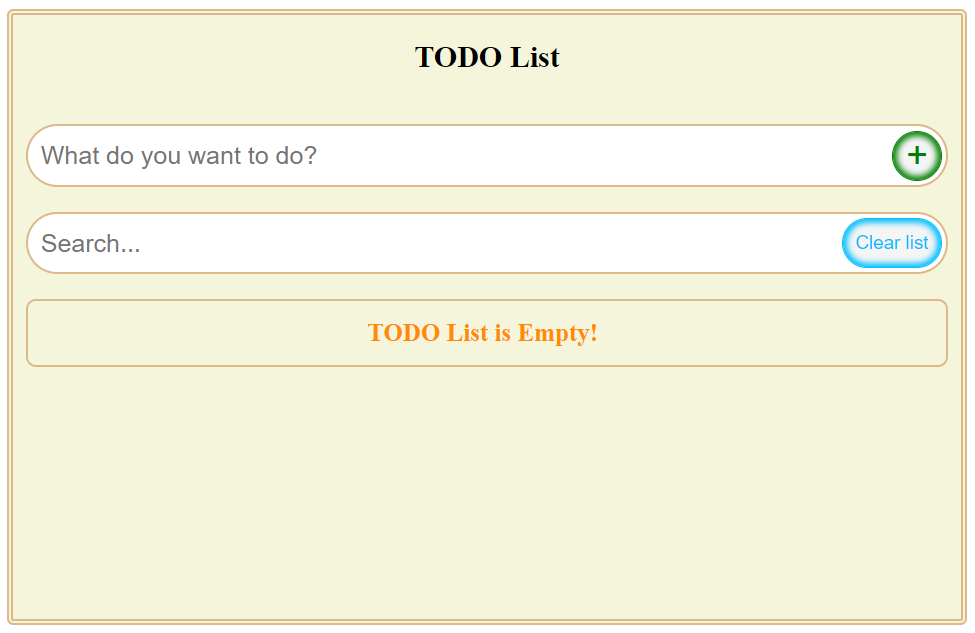 TODO List
What do you want to do?
+
Search...
Clear list
TODO List is Empty!